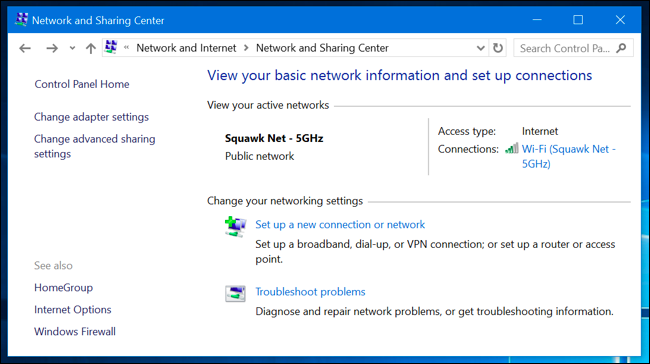 Network and Sharing Center
« Network and Internet › Network and Sharing Center
Search Control Pa...
Control Panel Home
Change adapter settings
Change advanced sharing
settings
See also
HomeGroup
Internet Options
Windows Firewall
View your basic network information and set up connections
View your active networks
Squawk Net - 5GHz
Public network
Access type: Internet
Connections: Wi-Fi (Squawk Net -
5GHz)
Change your networking settings
Set up a new connection or network
Set up a broadband, dial-up, or VPN connection; or set up a router or access
point.
Troubleshoot problems
Diagnose and repair network problems, or get troubleshooting information.